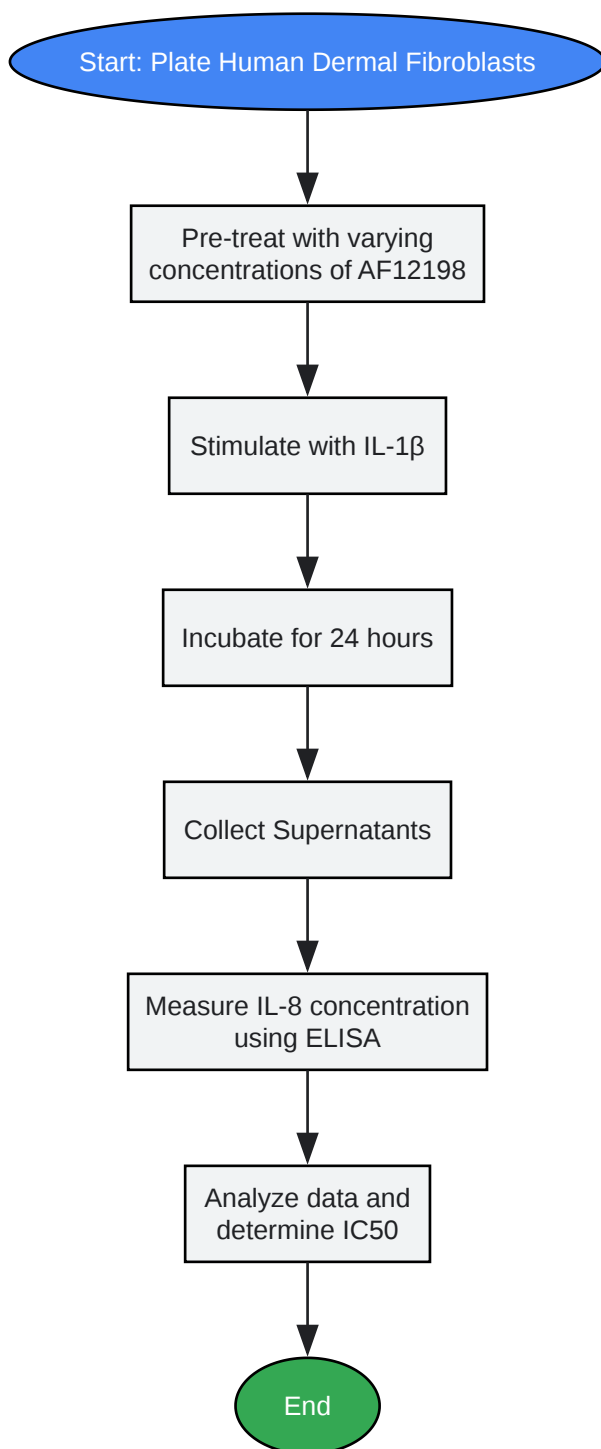 Start: Plate Human Dermal Fibroblasts
Pre-treat with varying
concentrations of AF12198
Stimulate with IL-1β
Incubate for 24 hours
Collect Supernatants
Measure IL-8 concentration
using ELISA
Analyze data and
determine IC50
End